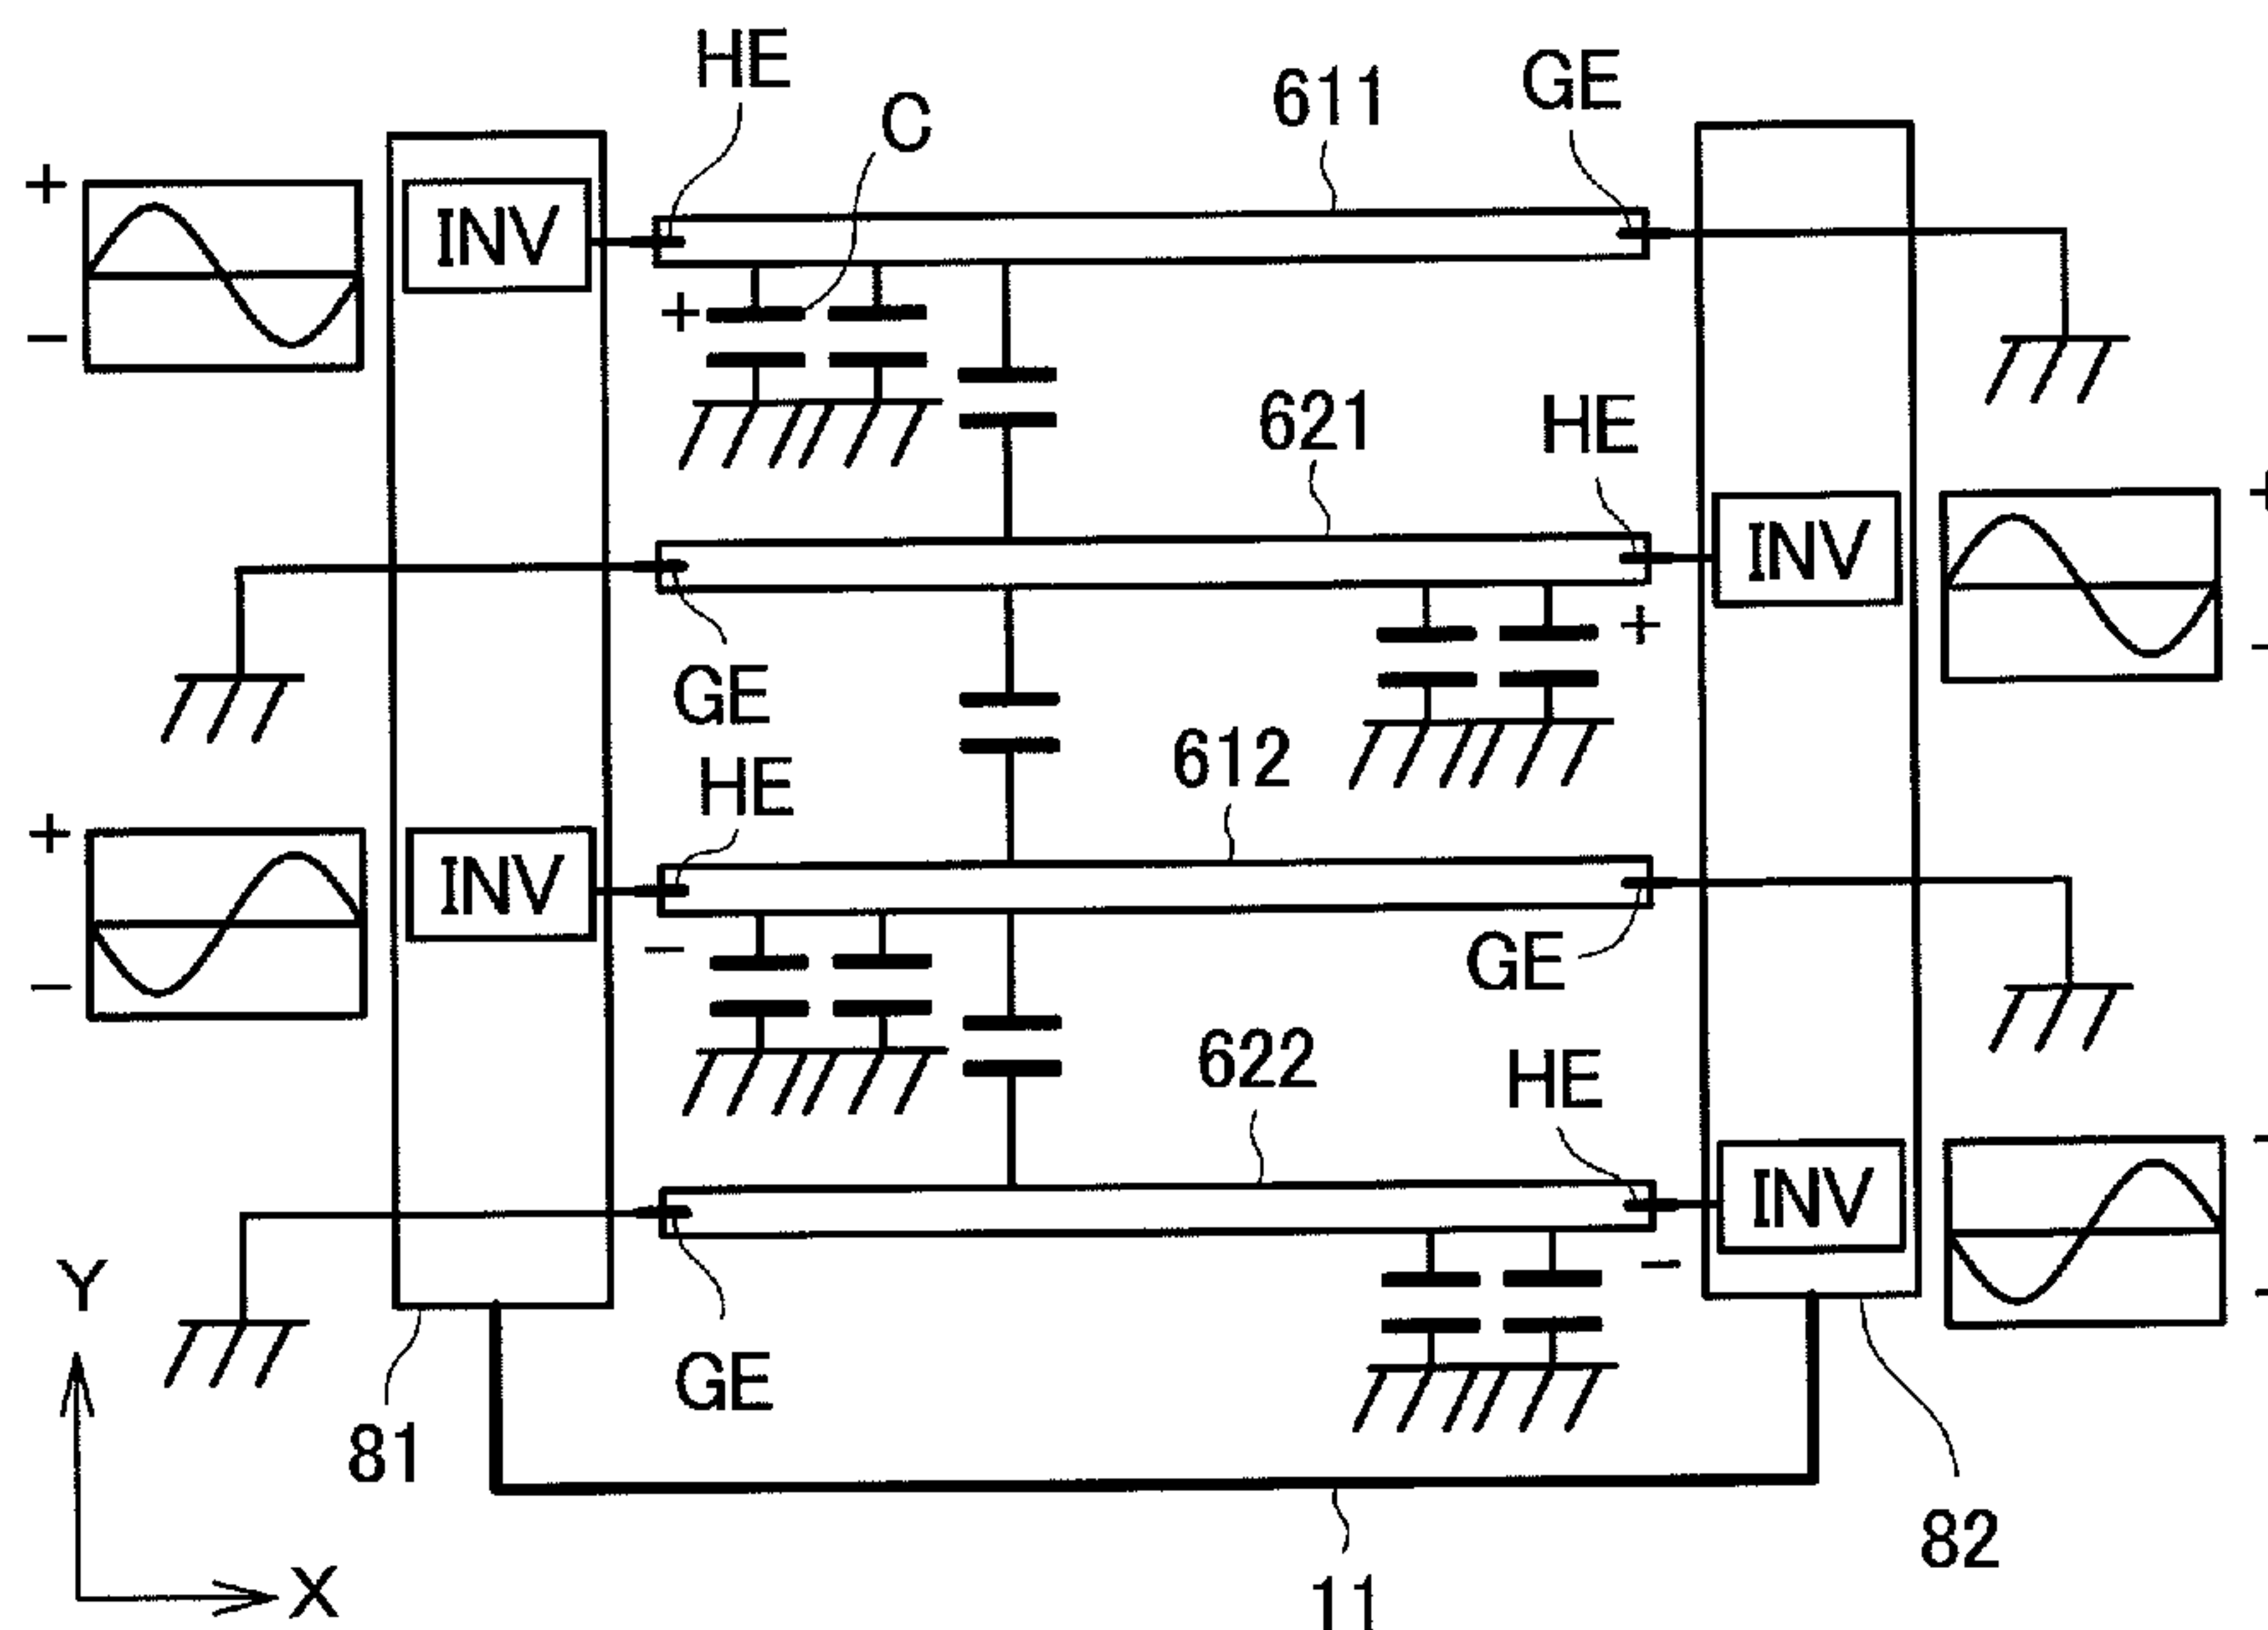 HE
C
611
GE
+
INV
+
−
621
HE
+
INV
+
−
GE
612
HE
+
INV
−
−
GE
622
HE
−
INV
−
−
GE
Y
X
81
11
82